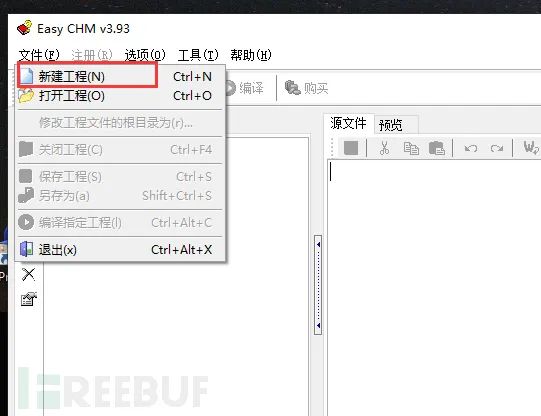 Easy CHM v3.93
文件(F) 注册(R) 选项(O) 工具(T) 帮助(H)
新建工程(N) Ctrl+N
打开工程(O) Ctrl+O
编译 购买
修改工程文件的根目录为(r)...
源文件 预览
关闭工程(C) Ctrl+F4
保存工程(S) Ctrl+S
另存为(a) Shift+Ctrl+S
编译指定工程(l) Ctrl+Alt+C
退出(x) Ctrl+Alt+X
FREEBUF